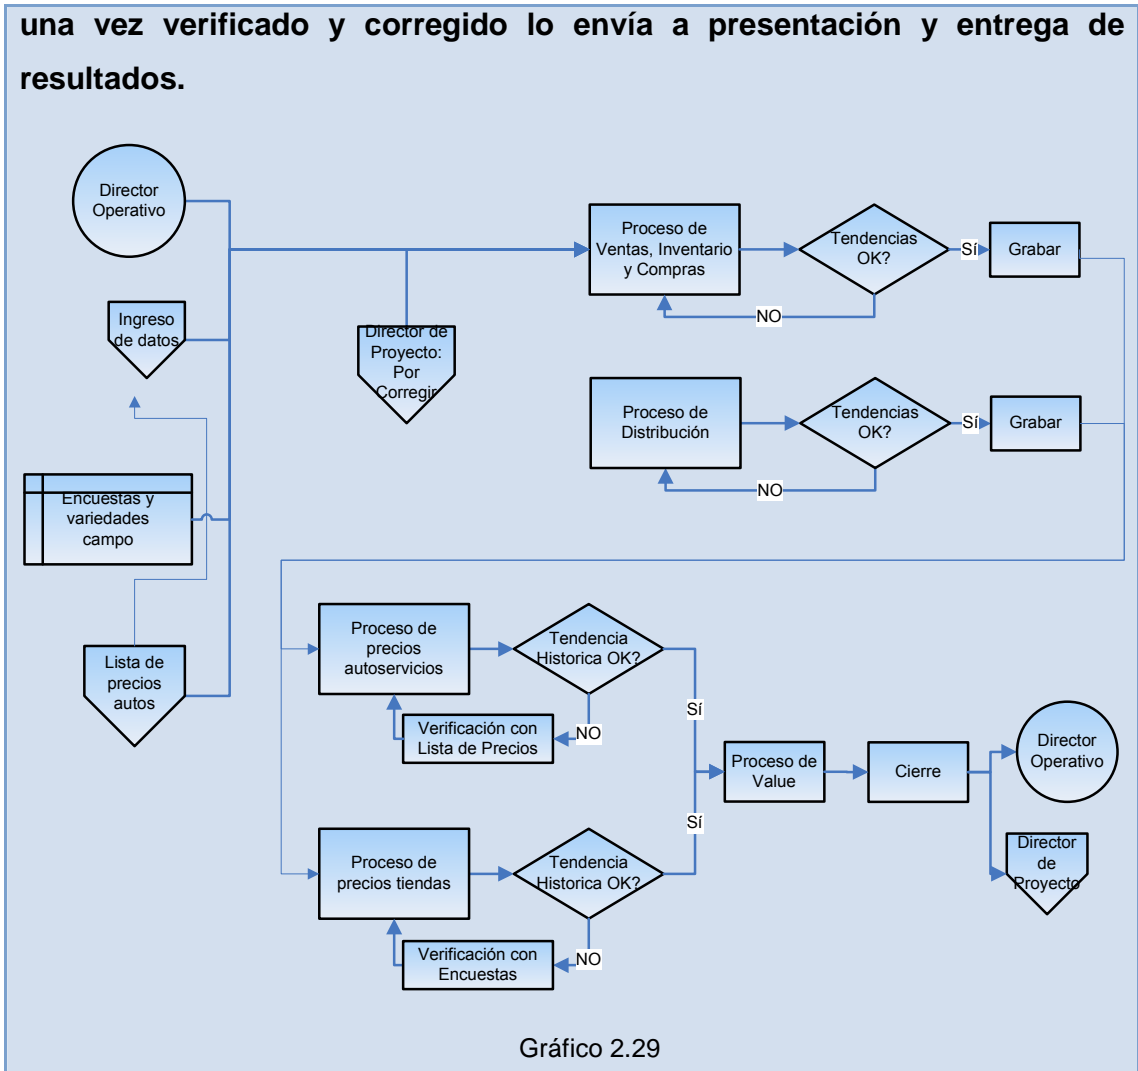 una vez verificado y corregido lo envía a presentación y entrega de
resultados.
Director
Operativo
Ingreso
de datos
Encuestas y
variedades
campo
Lista de
precios
autos
Director de
Proyecto:
Por
Corregir
Proceso de
Ventas, Inventario
y Compras
Tendencias
OK?
Sí
Grabar
NO
Proceso de
Distribución
Tendencias
OK?
Sí
Grabar
NO
Proceso de
precios
autoservicios
Tendencia
Historica OK?
Sí
NO
Verificación con
Lista de Precios
Proceso de
precios tiendas
Tendencia
Historica OK?
Sí
NO
Verificación con
Encuestas
Proceso de
Value
Cierre
Director
Operativo
Director
de
Proyecto
Gráfico 2.29